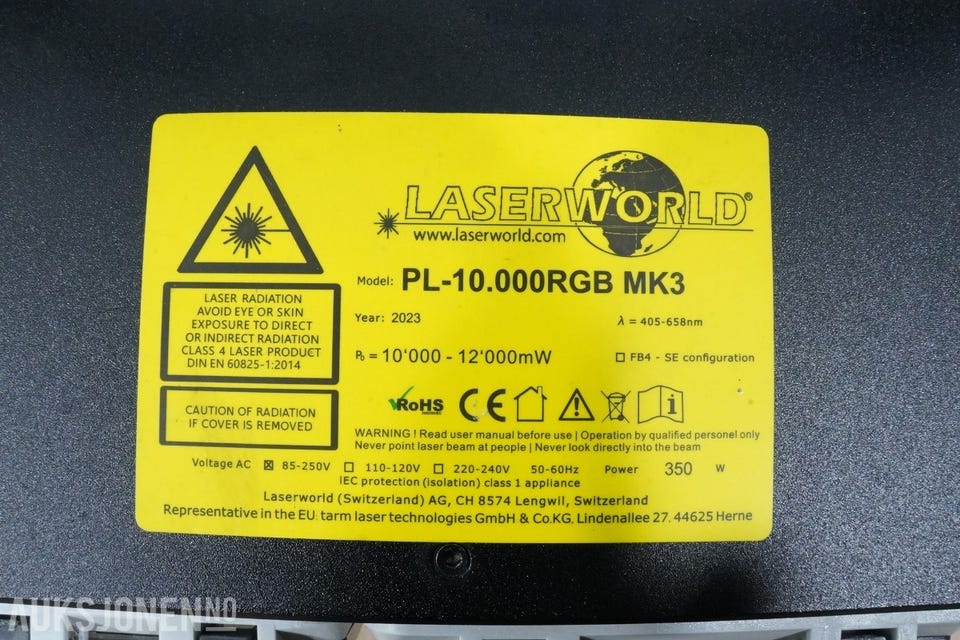 LASERWORLD®
www.laserworld.com
Model: PL-10.000RGB MK3
LASER RADIATION
AVOID EYE OR SKIN
EXPOSURE TO DIRECT
OR INDIRECT RADIATION
CLASS 4 LASER PRODUCT
DIN EN 60825-1:2014
Year: 2023
λ = 405-658nm
P₀ = 10'000 - 12'000mW
☐ FB4 - SE configuration
CAUTION OF RADIATION
IF COVER IS REMOVED
RoHS
CE
i
WARNING ! Read user manual before use | Operation by qualified personel only
Never point laser beam at people | Never look directly into the beam
Voltage AC ☒ 85-250V ☐ 110-120V ☐ 220-240V 50-60Hz Power 350 W
IEC protection (isolation) class 1 appliance
Laserworld (Switzerland) AG, CH 8574 Lengwil, Switzerland
Representative in the EU. tarm laser technologies GmbH & Co.KG. Lindenallee 27. 44625 Herne
AUKSJONEN.NO